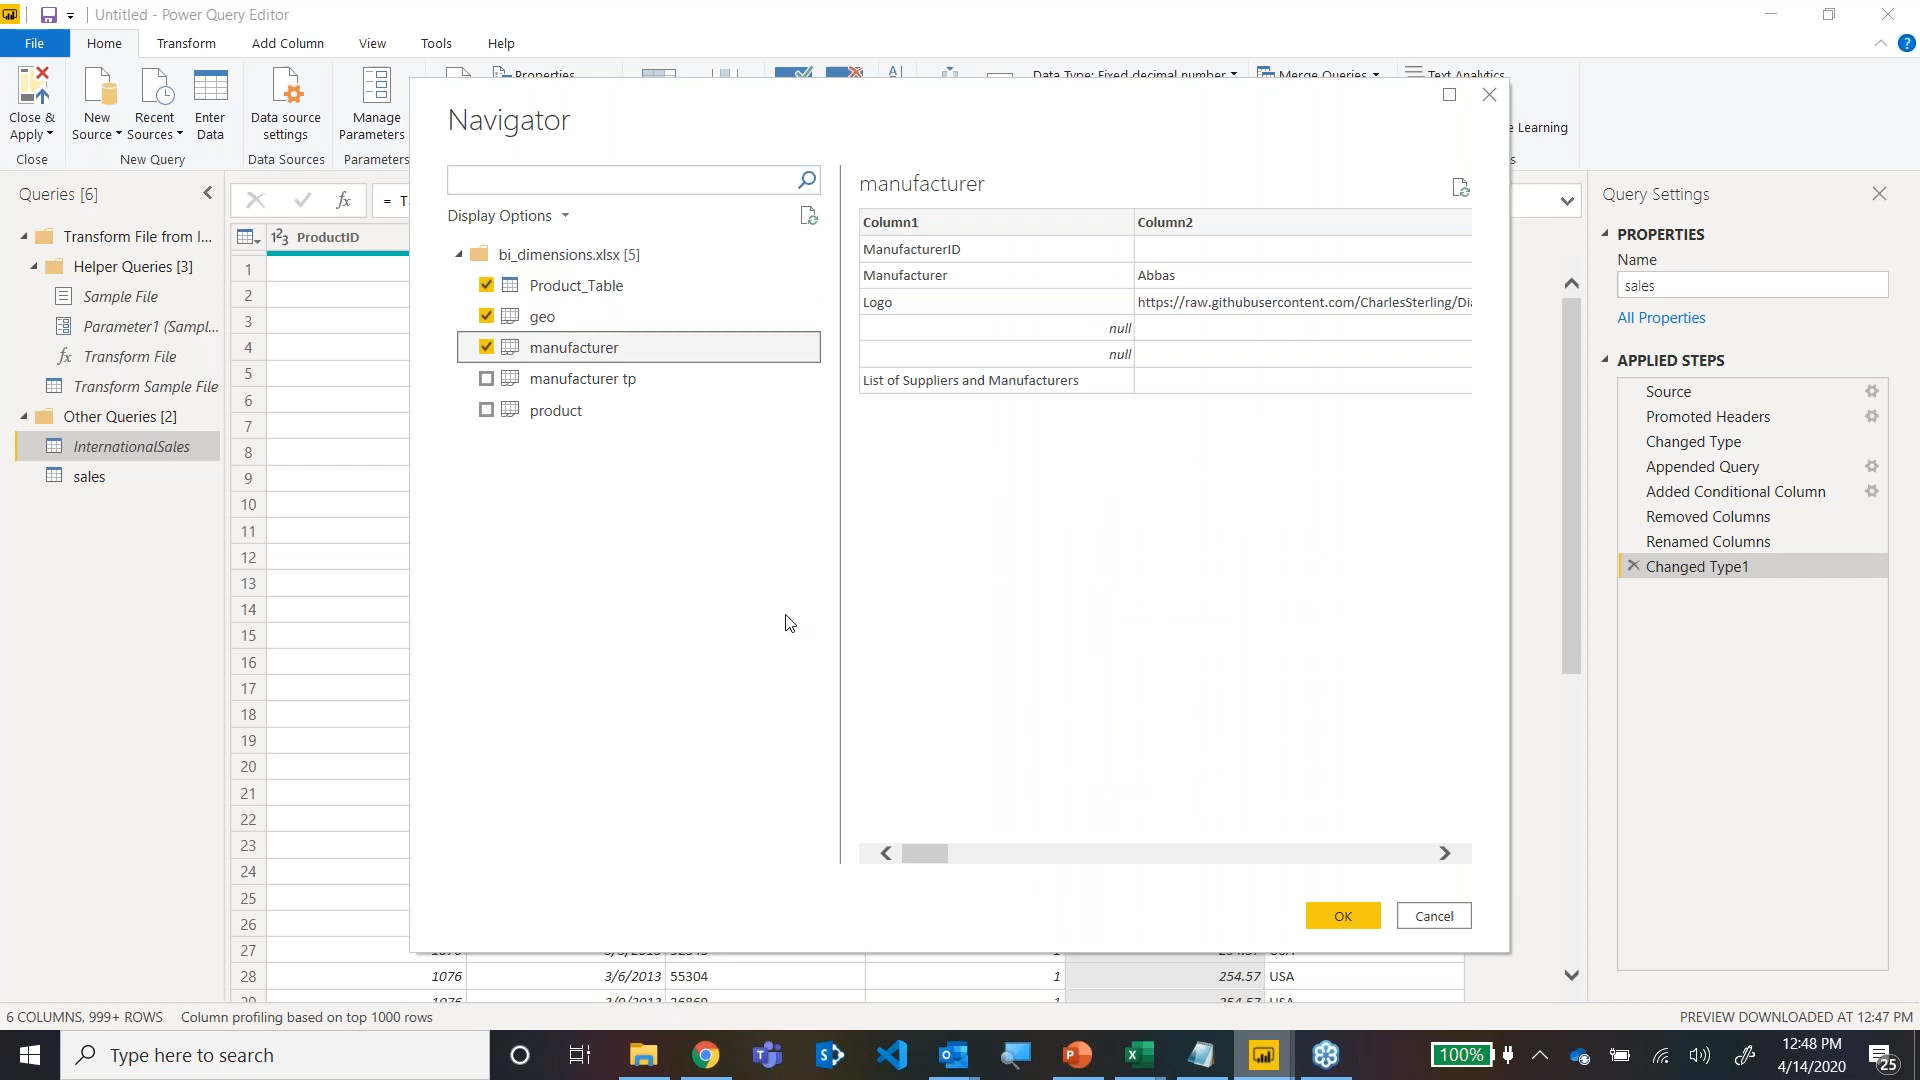 Untitled - Power Query Editor
File Home Transform Add Column View Tools Help
Close & Apply
New Source
Recent Sources
Enter Data
Data source settings
Manage Parameters
Properties
Data Type: Fixed decimal number
Merge Queries
Text Analytics
Learning
Close
New Query
Data Sources
Parameters
Queries [6]
Transform File from I...
Helper Queries [3]
Sample File
Parameter1 (Sampl...
Transform File
Transform Sample File
Other Queries [2]
InternationalSales
sales
fx
= T
1 2 3 ProductID
1
2
3
4
5
6
7
8
9
10
11
12
13
14
15
16
17
18
19
20
21
22
23
24
25
26
27
28 1076 3/6/2013 55304 1 254.57 USA
Navigator
Display Options
bi_dimensions.xlsx [5]
Product_Table
geo
manufacturer
manufacturer tp
product
manufacturer
Column1 Column2
ManufacturerID
Manufacturer Abbas
Logo https://raw.githubusercontent.com/CharlesSterling/Di
null
null
List of Suppliers and Manufacturers
OK Cancel
Query Settings
PROPERTIES
Name
sales
All Properties
APPLIED STEPS
Source
Promoted Headers
Changed Type
Appended Query
Added Conditional Column
Removed Columns
Renamed Columns
Changed Type1
6 COLUMNS, 999+ ROWS Column profiling based on top 1000 rows
PREVIEW DOWNLOADED AT 12:47 PM
Type here to search
100%
12:48 PM
4/14/2020
25